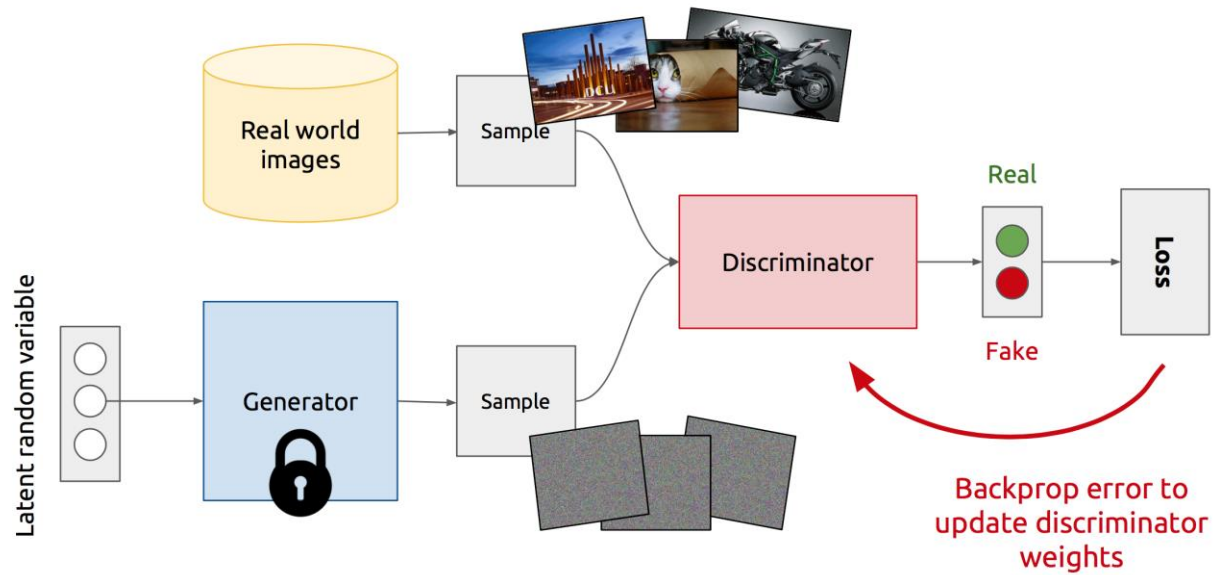 Real world
images
Sample
DCU
Real
Discriminator
Loss
Fake
Latent random variable
Generator
Sample
Backprop error to
update discriminator
weights